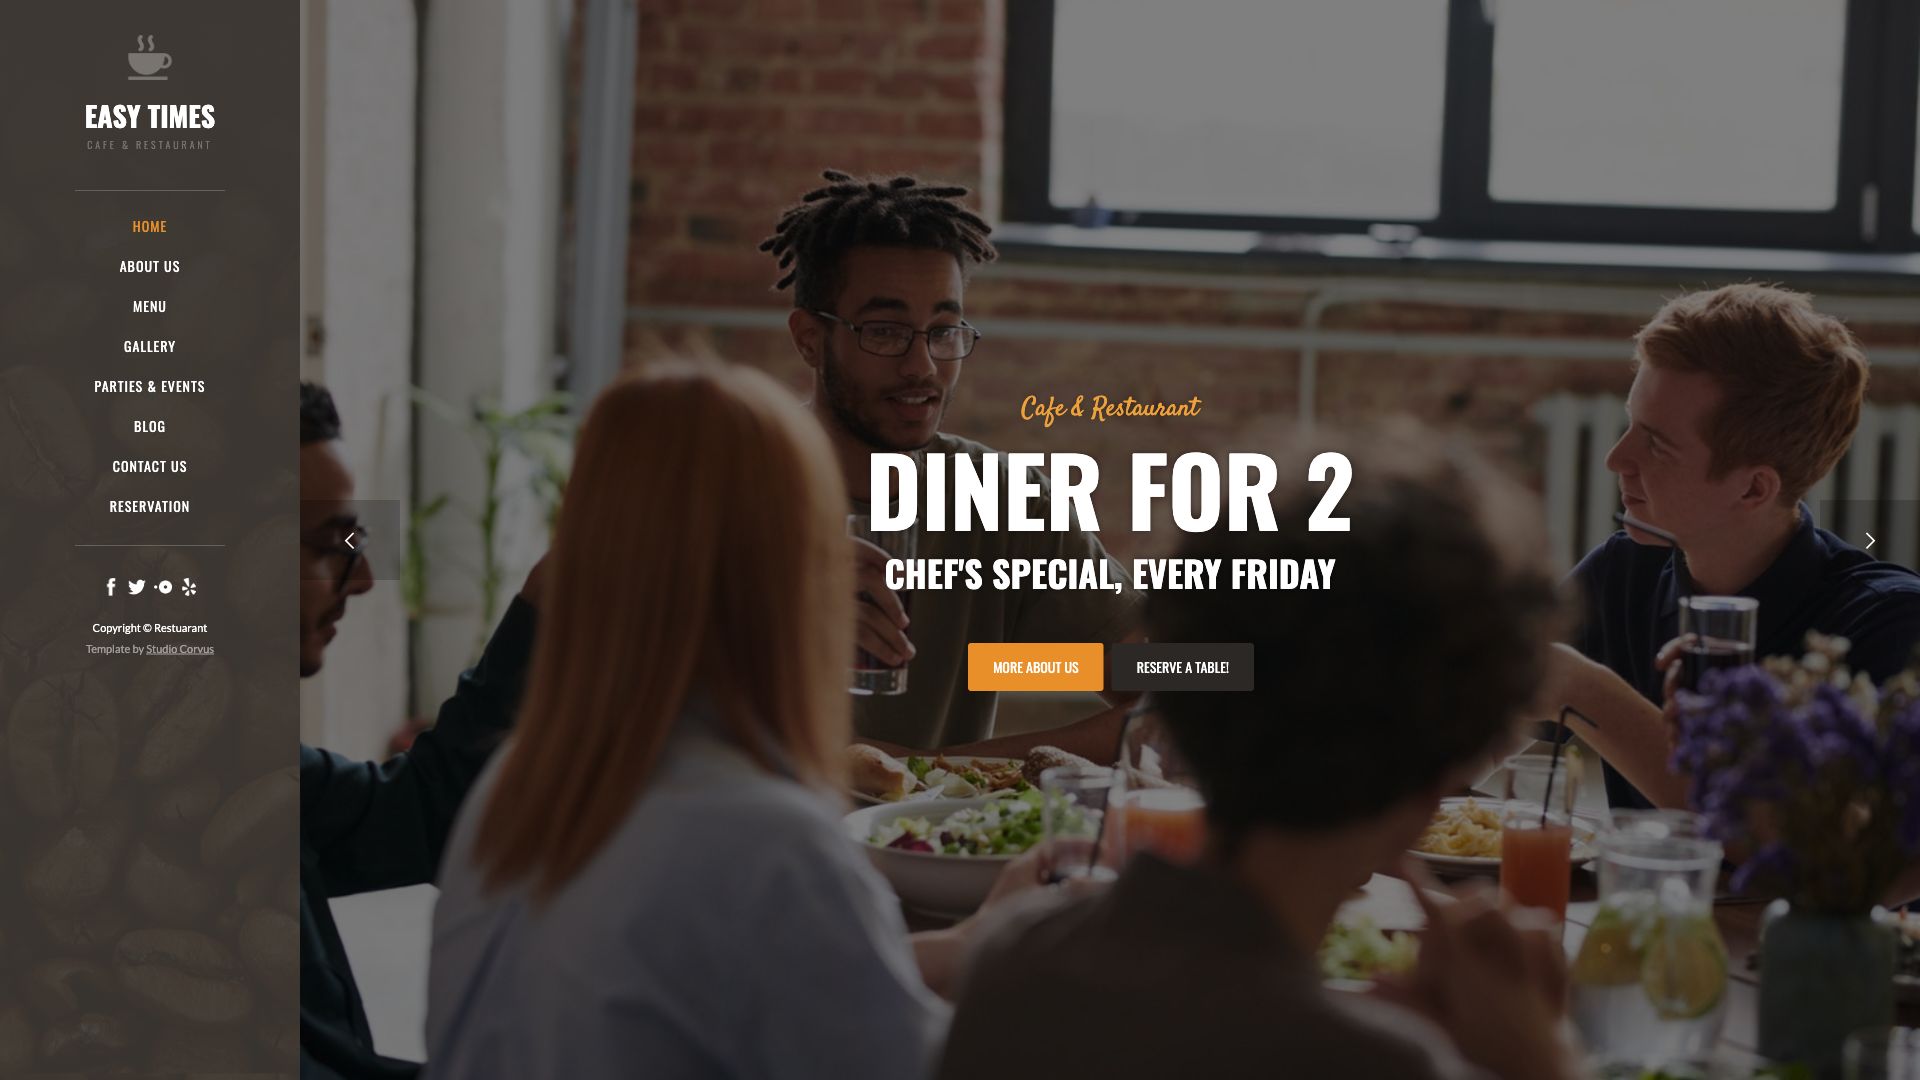 EASY TIMES
CAFE & RESTAURANT
HOME
ABOUT US
MENU
GALLERY
PARTIES & EVENTS
BLOG
CONTACT US
RESERVATION
Copyright © Restuarant
Template by Studio Corvus
Cafe & Restaurant
DINER FOR 2
CHEF'S SPECIAL, EVERY FRIDAY
MORE ABOUT US
RESERVE A TABLE!